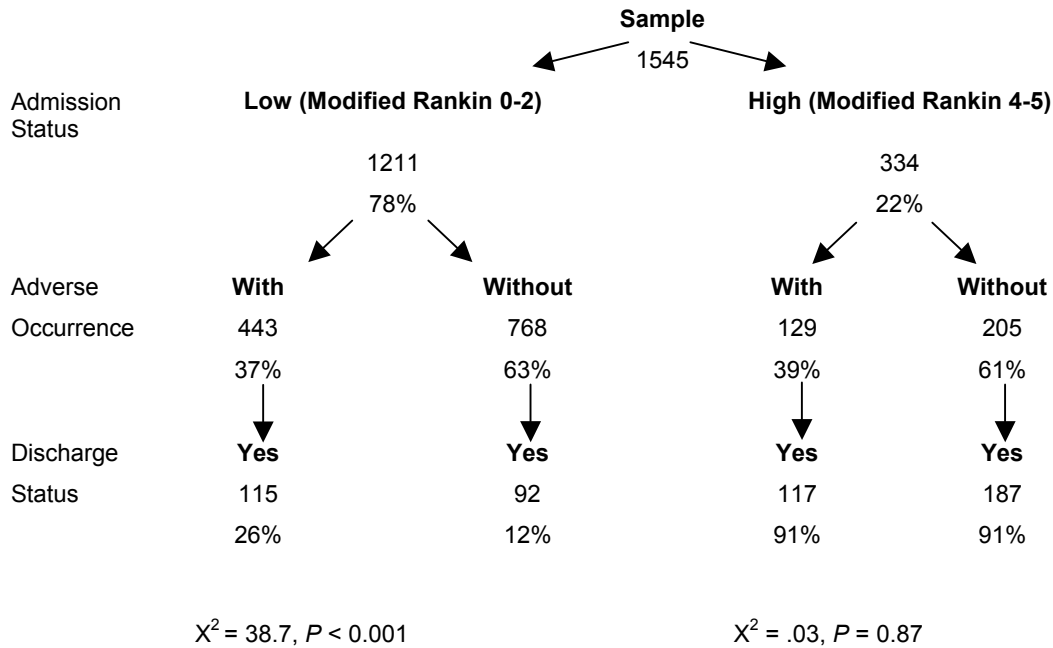 Sample
1545
Admission Status
Low (Modified Rankin 0-2) High (Modified Rankin 4-5)
1211 334
78% 22%
Adverse With Without With Without
Occurrence 443 768 129 205
37% 63% 39% 61%
Discharge Yes Yes Yes Yes
Status 115 92 117 187
26% 12% 91% 91%
X² = 38.7, P < 0.001 X² = .03, P = 0.87